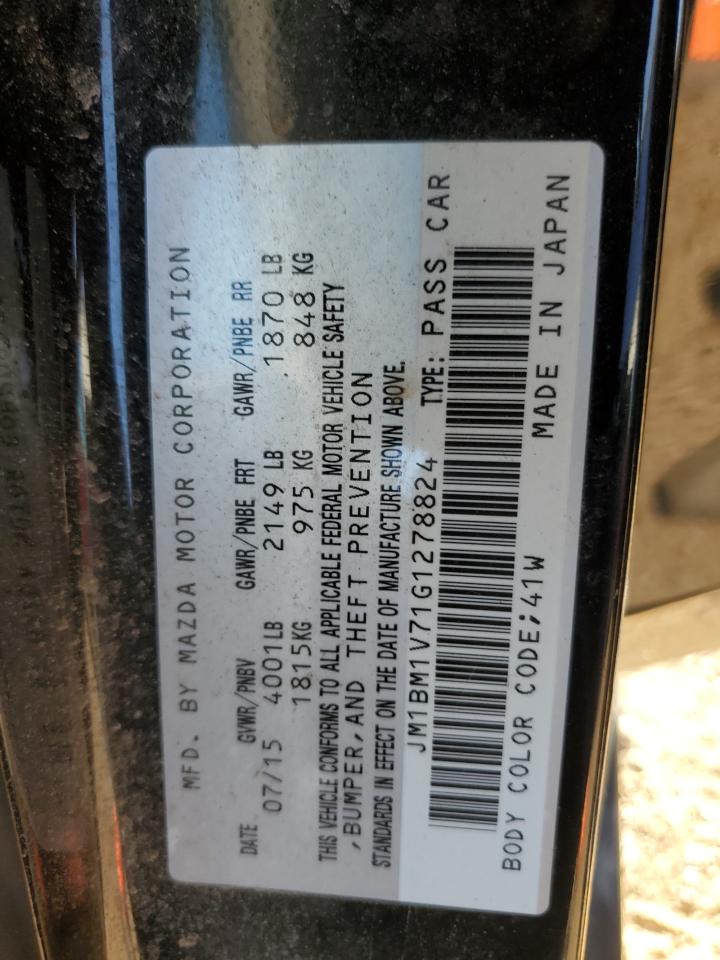 MFD. BY MAZDA MOTOR CORPORATION
DATE GVWR/PNBV GAWR/PNBE FRT GAWR/PNBE RR
07/15 4001LB 2149 LB 1870 LB
1815KG 975 KG 848 KG
THIS VEHICLE CONFORMS TO ALL APPLICABLE FEDERAL MOTOR VEHICLE SAFETY
,BUMPER,AND THEFT PREVENTION
STANDARDS IN EFFECT ON THE DATE OF MANUFACTURE SHOWN ABOVE.
JM1BM1V71G1278824 TYPE: PASS CAR
BODY COLOR CODE;41W MADE IN JAPAN